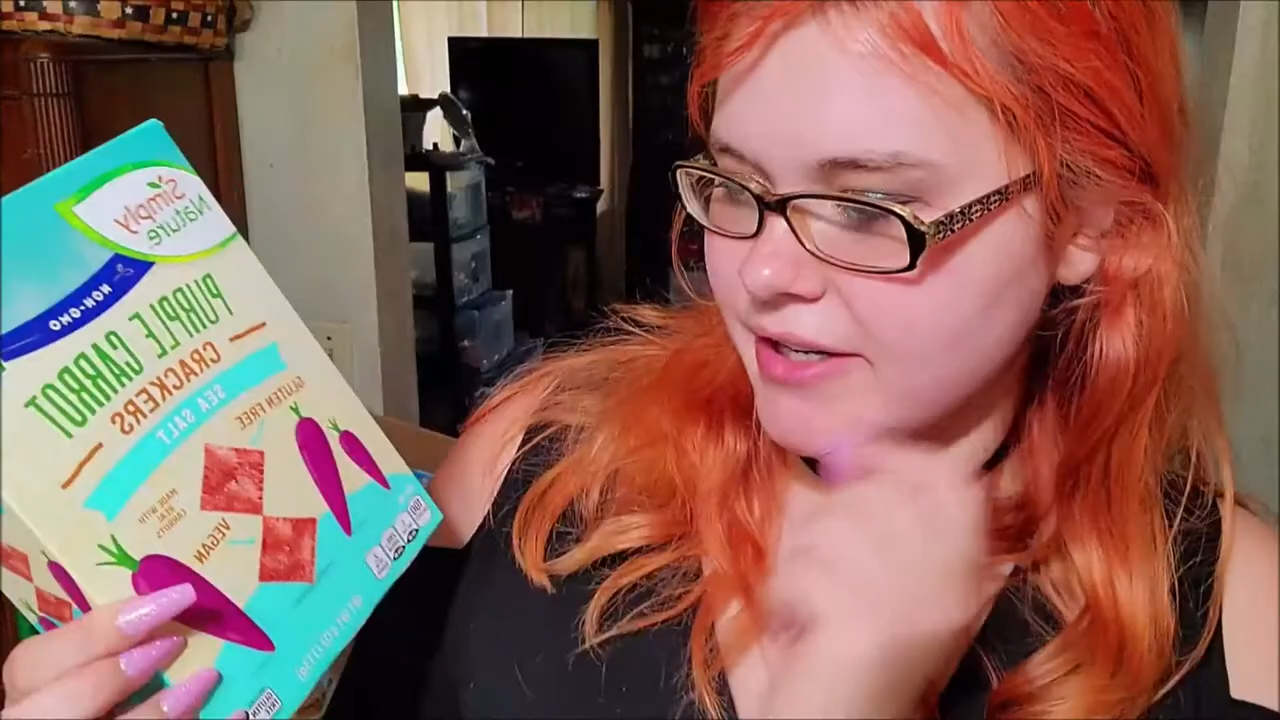 Simply
Nature
NON-GMO
PURPLE CARROT
CRACKERS
SEA SALT
GLUTEN FREE
MADE WITH
REAL
CARROTS
VEGAN